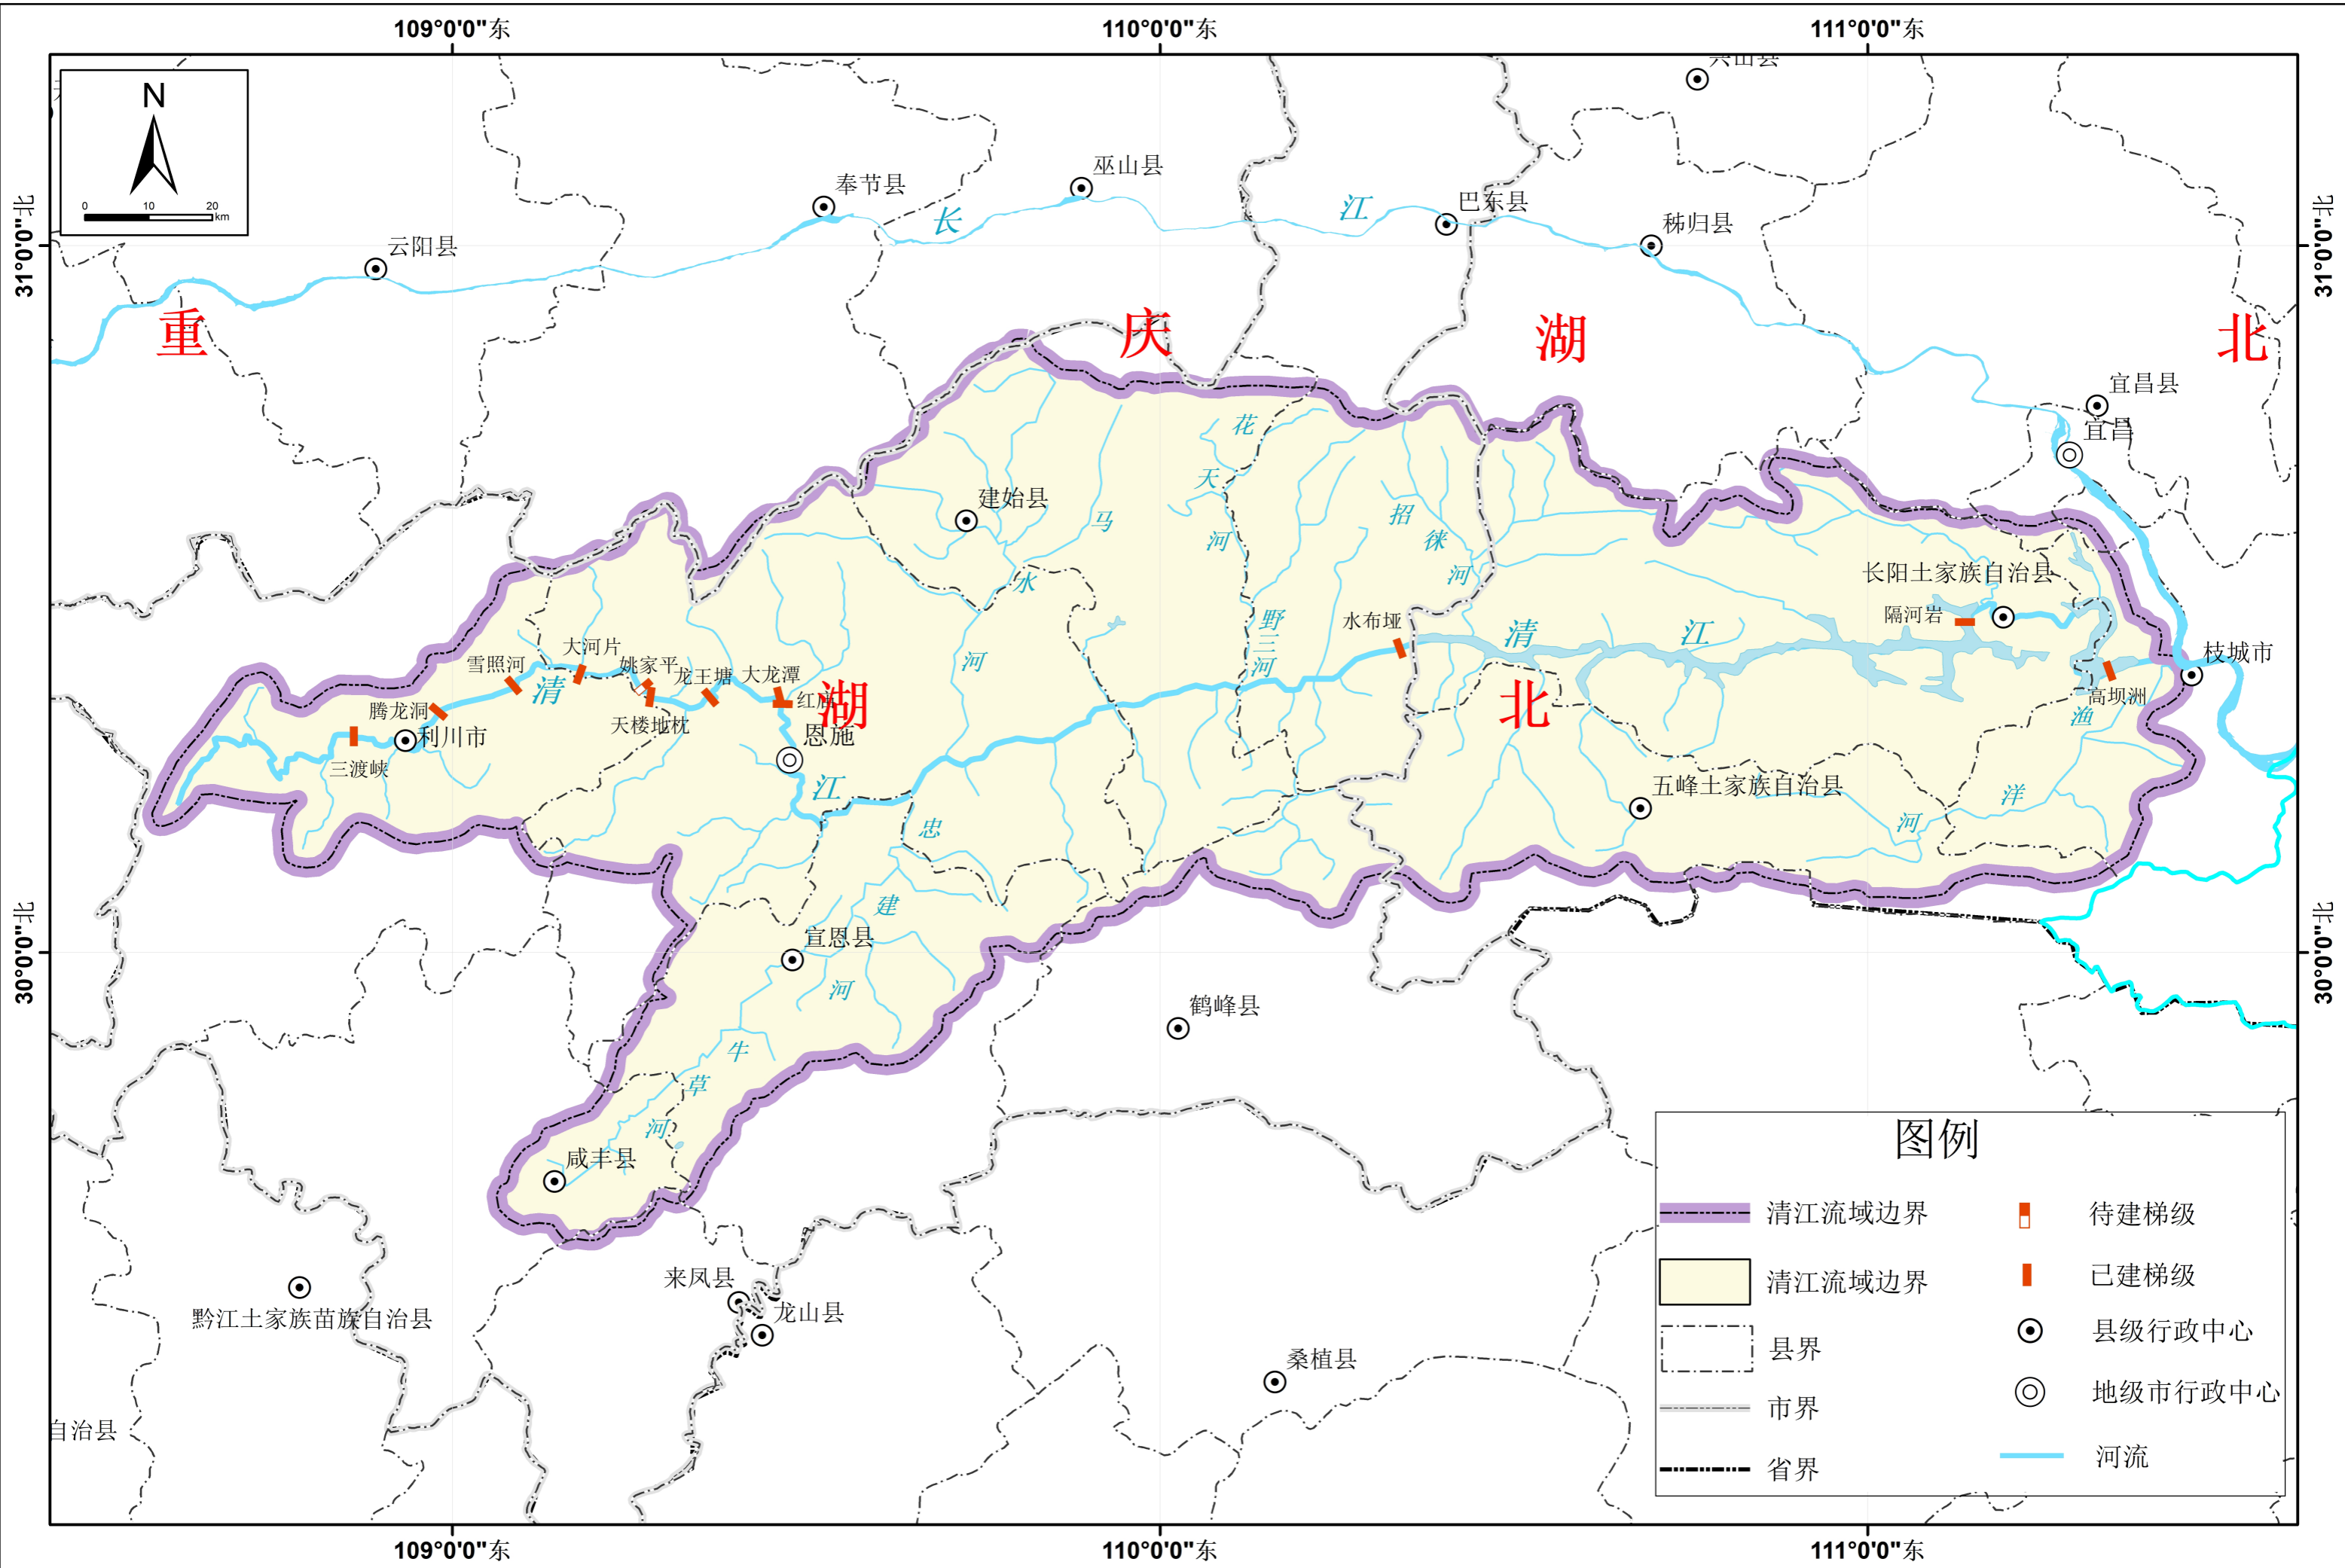 109°0'0"东
110°0'0"东
111°0'0"东
N
0 10 20
km
兴山县
巫山县
奉节县
长
江
巴东县
秭归县
云阳县
31°0'0"北
31°0'0"北
重
庆
湖
北
宜昌县
宜昌
花
天
河
建始县
马
水
河
招
徕
河
野
三
河
长阳土家族自治县
隔河岩
水布垭
清
江
枝城市
高坝洲
大河片
雪照河
姚家平
龙王塘
大龙潭
红庙
清
湖
北
腾龙洞
利川市
天楼地枕
恩施
三渡峡
江
渔
洋
河
五峰土家族自治县
忠
建
河
宣恩县
30°0'0"北
30°0'0"北
鹤峰县
牛
草
河
咸丰县
来凤县
龙山县
黔江土家族苗族自治县
桑植县
自治县
图例
清江流域边界
待建梯级
清江流域边界
已建梯级
县界
县级行政中心
市界
地级市行政中心
省界
河流
109°0'0"东
110°0'0"东
111°0'0"东